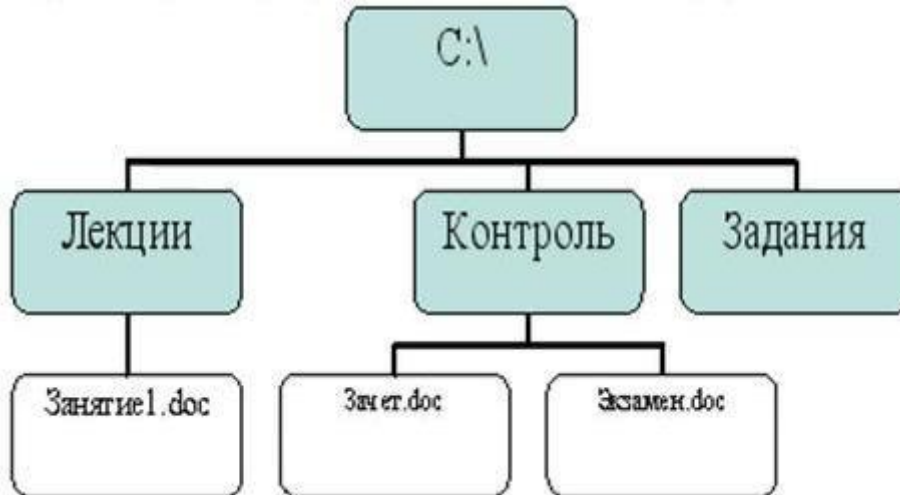 C:\
Лекции
Контроль
Задания
Занятие1.doc
Зачет.doc
Экзамен.doc